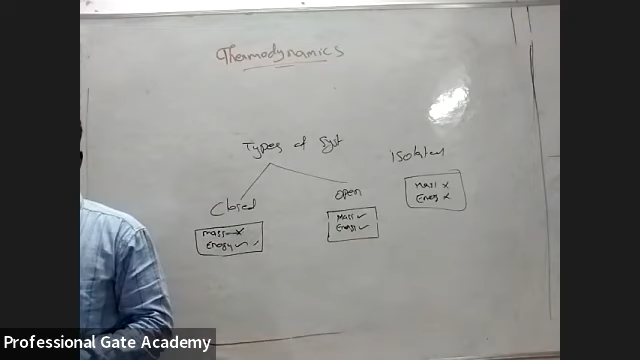 Thermodynamics
Types of Syst
Isolated
Mass ×
Energy ×
Closed
Mass ×
Energy ✓ ✓
Open
Mass ✓
Energy ✓
Professional Gate Academy